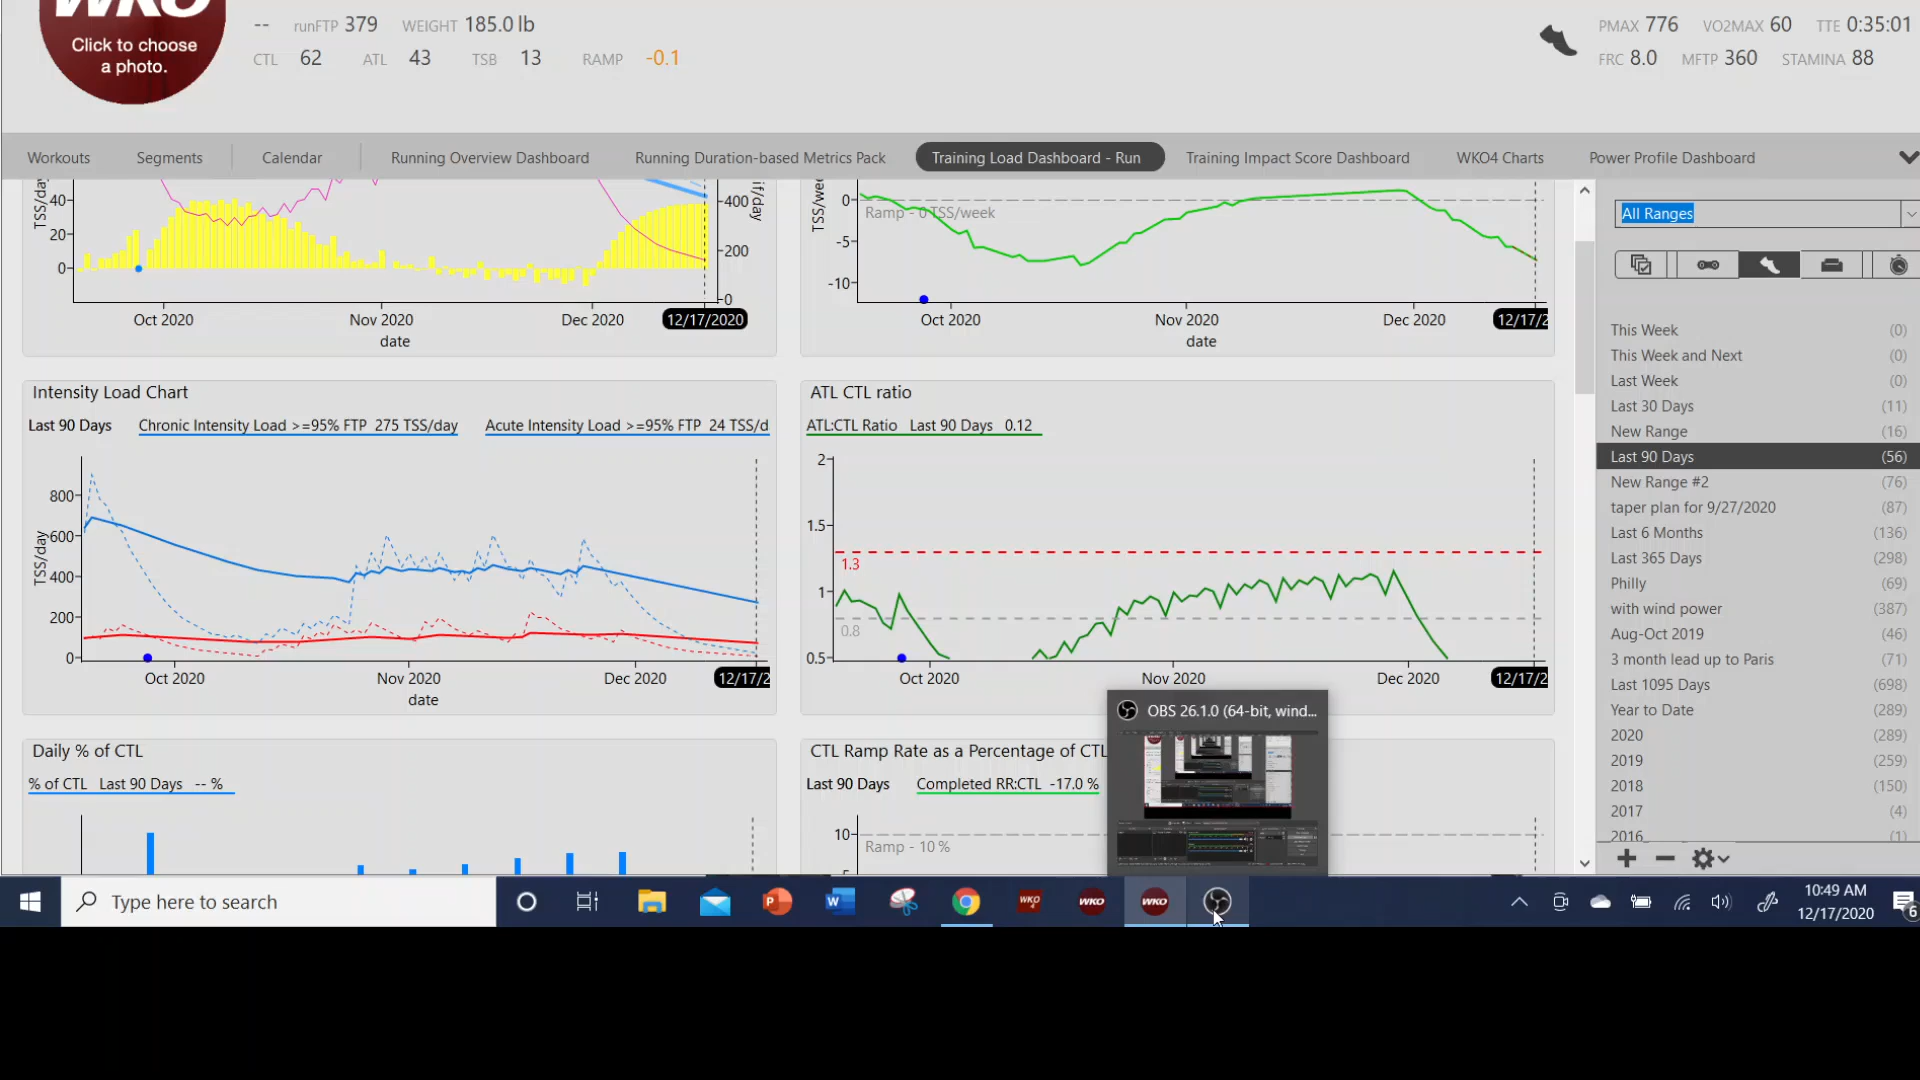 WKO
Click to choose
a photo.
-- runFTP 379 WEIGHT 185.0 lb
CTL 62 ATL 43 TSB 13 RAMP -0.1
PMAX 776 VO2MAX 60 TTE 0:35:01
FRC 8.0 MFTP 360 STAMINA 88
Workouts Segments Calendar Running Overview Dashboard Running Duration-based Metrics Pack Training Load Dashboard - Run Training Impact Score Dashboard WKO4 Charts Power Profile Dashboard
TSS/da
40
20
0
400
200
0
if/day
Oct 2020 Nov 2020 Dec 2020 12/17/2020
date
TSS/wee
0
-5
-10
Ramp - 0 TSS/week
Oct 2020 Nov 2020 Dec 2020 12/17/2
date
Intensity Load Chart
Last 90 Days Chronic Intensity Load >=95% FTP 275 TSS/day Acute Intensity Load >=95% FTP 24 TSS/d
TSS/day
800
600
400
200
0
Oct 2020 Nov 2020 Dec 2020 12/17/2
date
ATL CTL ratio
ATL:CTL Ratio Last 90 Days 0.12
2
1.5
1.3
1
0.8
0.5
Oct 2020 Nov 2020 Dec 2020 12/17/2
Daily % of CTL
% of CTL Last 90 Days -- %
CTL Ramp Rate as a Percentage of CTL
Last 90 Days Completed RR:CTL -17.0 %
10
Ramp - 10 %
OBS 26.1.0 (64-bit, wind...
All Ranges
This Week (0)
This Week and Next (0)
Last Week (0)
Last 30 Days (11)
New Range (16)
Last 90 Days (56)
New Range #2 (76)
taper plan for 9/27/2020 (87)
Last 6 Months (136)
Last 365 Days (298)
Philly (69)
with wind power (387)
Aug-Oct 2019 (46)
3 month lead up to Paris (71)
Last 1095 Days (698)
Year to Date (289)
2020 (289)
2019 (259)
2018 (150)
2017 (4)
2016 (1)
Type here to search
WKO
4
WKO
WKO
10:49 AM
12/17/2020
6